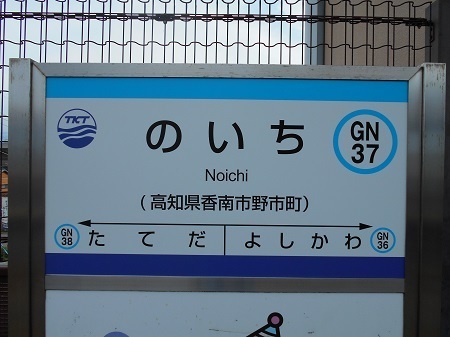 TKT
のいち
GN
37
Noichi
(高知県香南市野市町)
GN
38
たてだ
よしかわ
GN
36